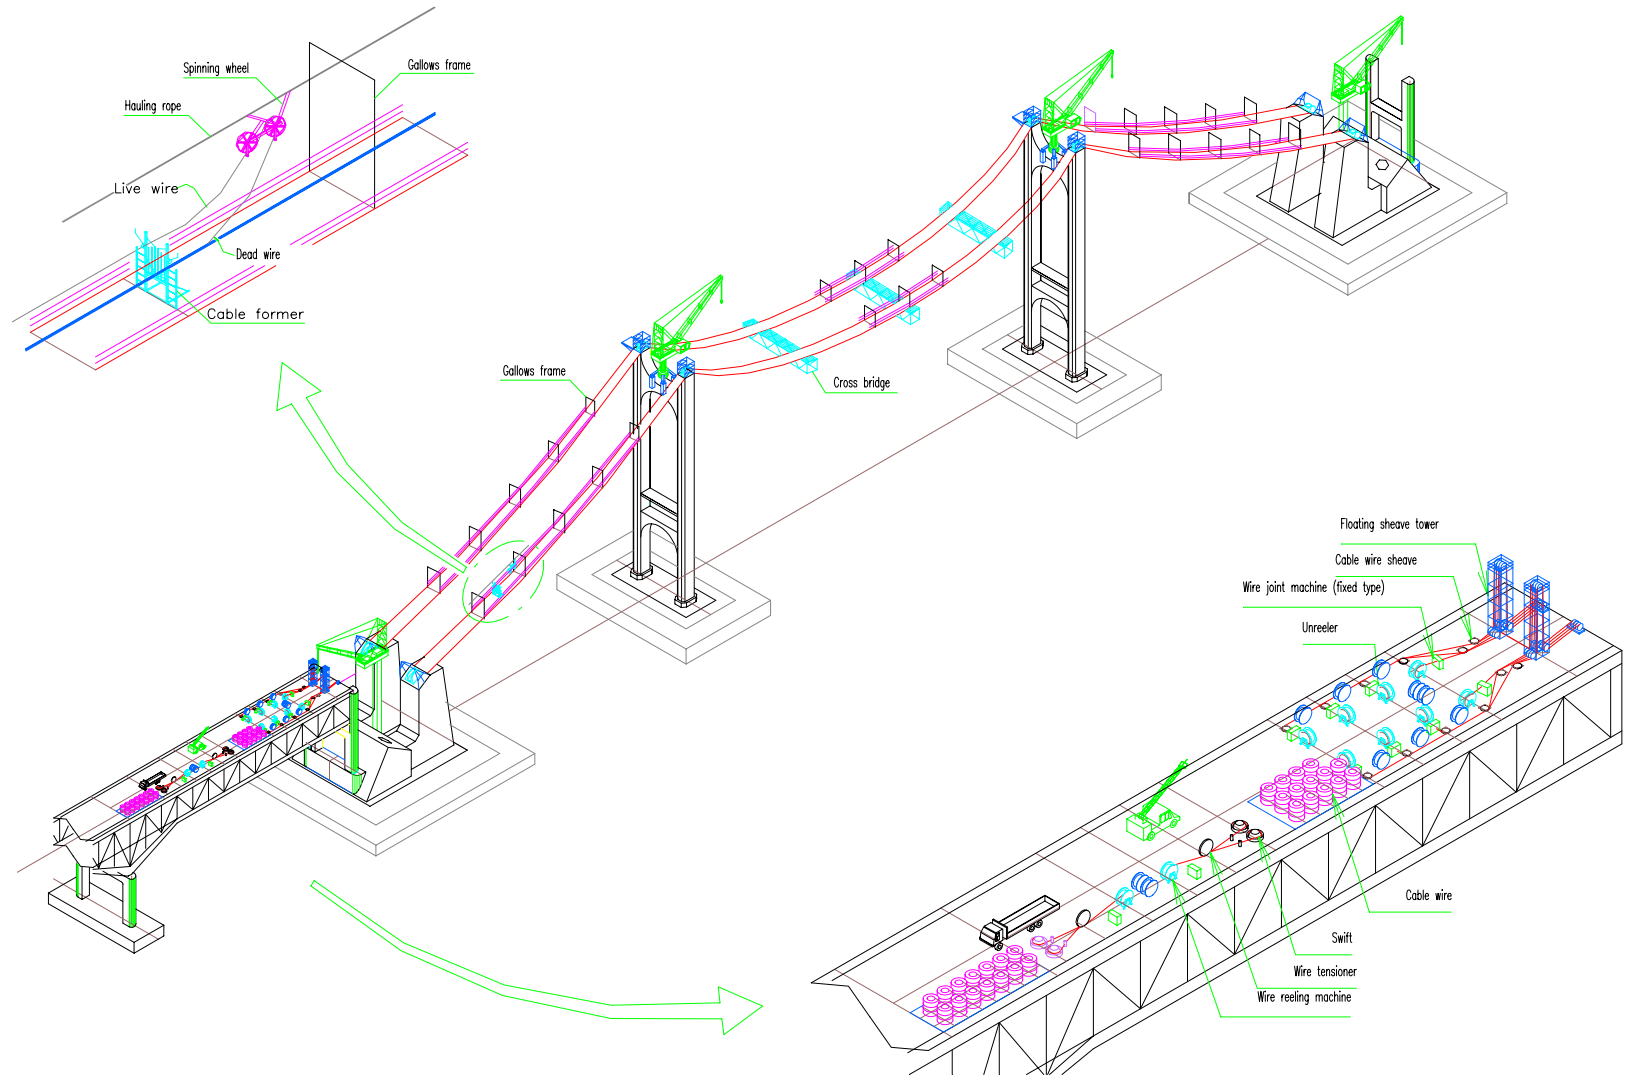 Spinning wheel
Gallows frame
Hauling rope
Live wire
Dead wire
Cable former
Gallows frame
Cross bridge
Floating sheave tower
Cable wire sheave
Wire joint machine (fixed type)
Unreeler
Cable wire
Swift
Wire tensioner
Wire reeling machine